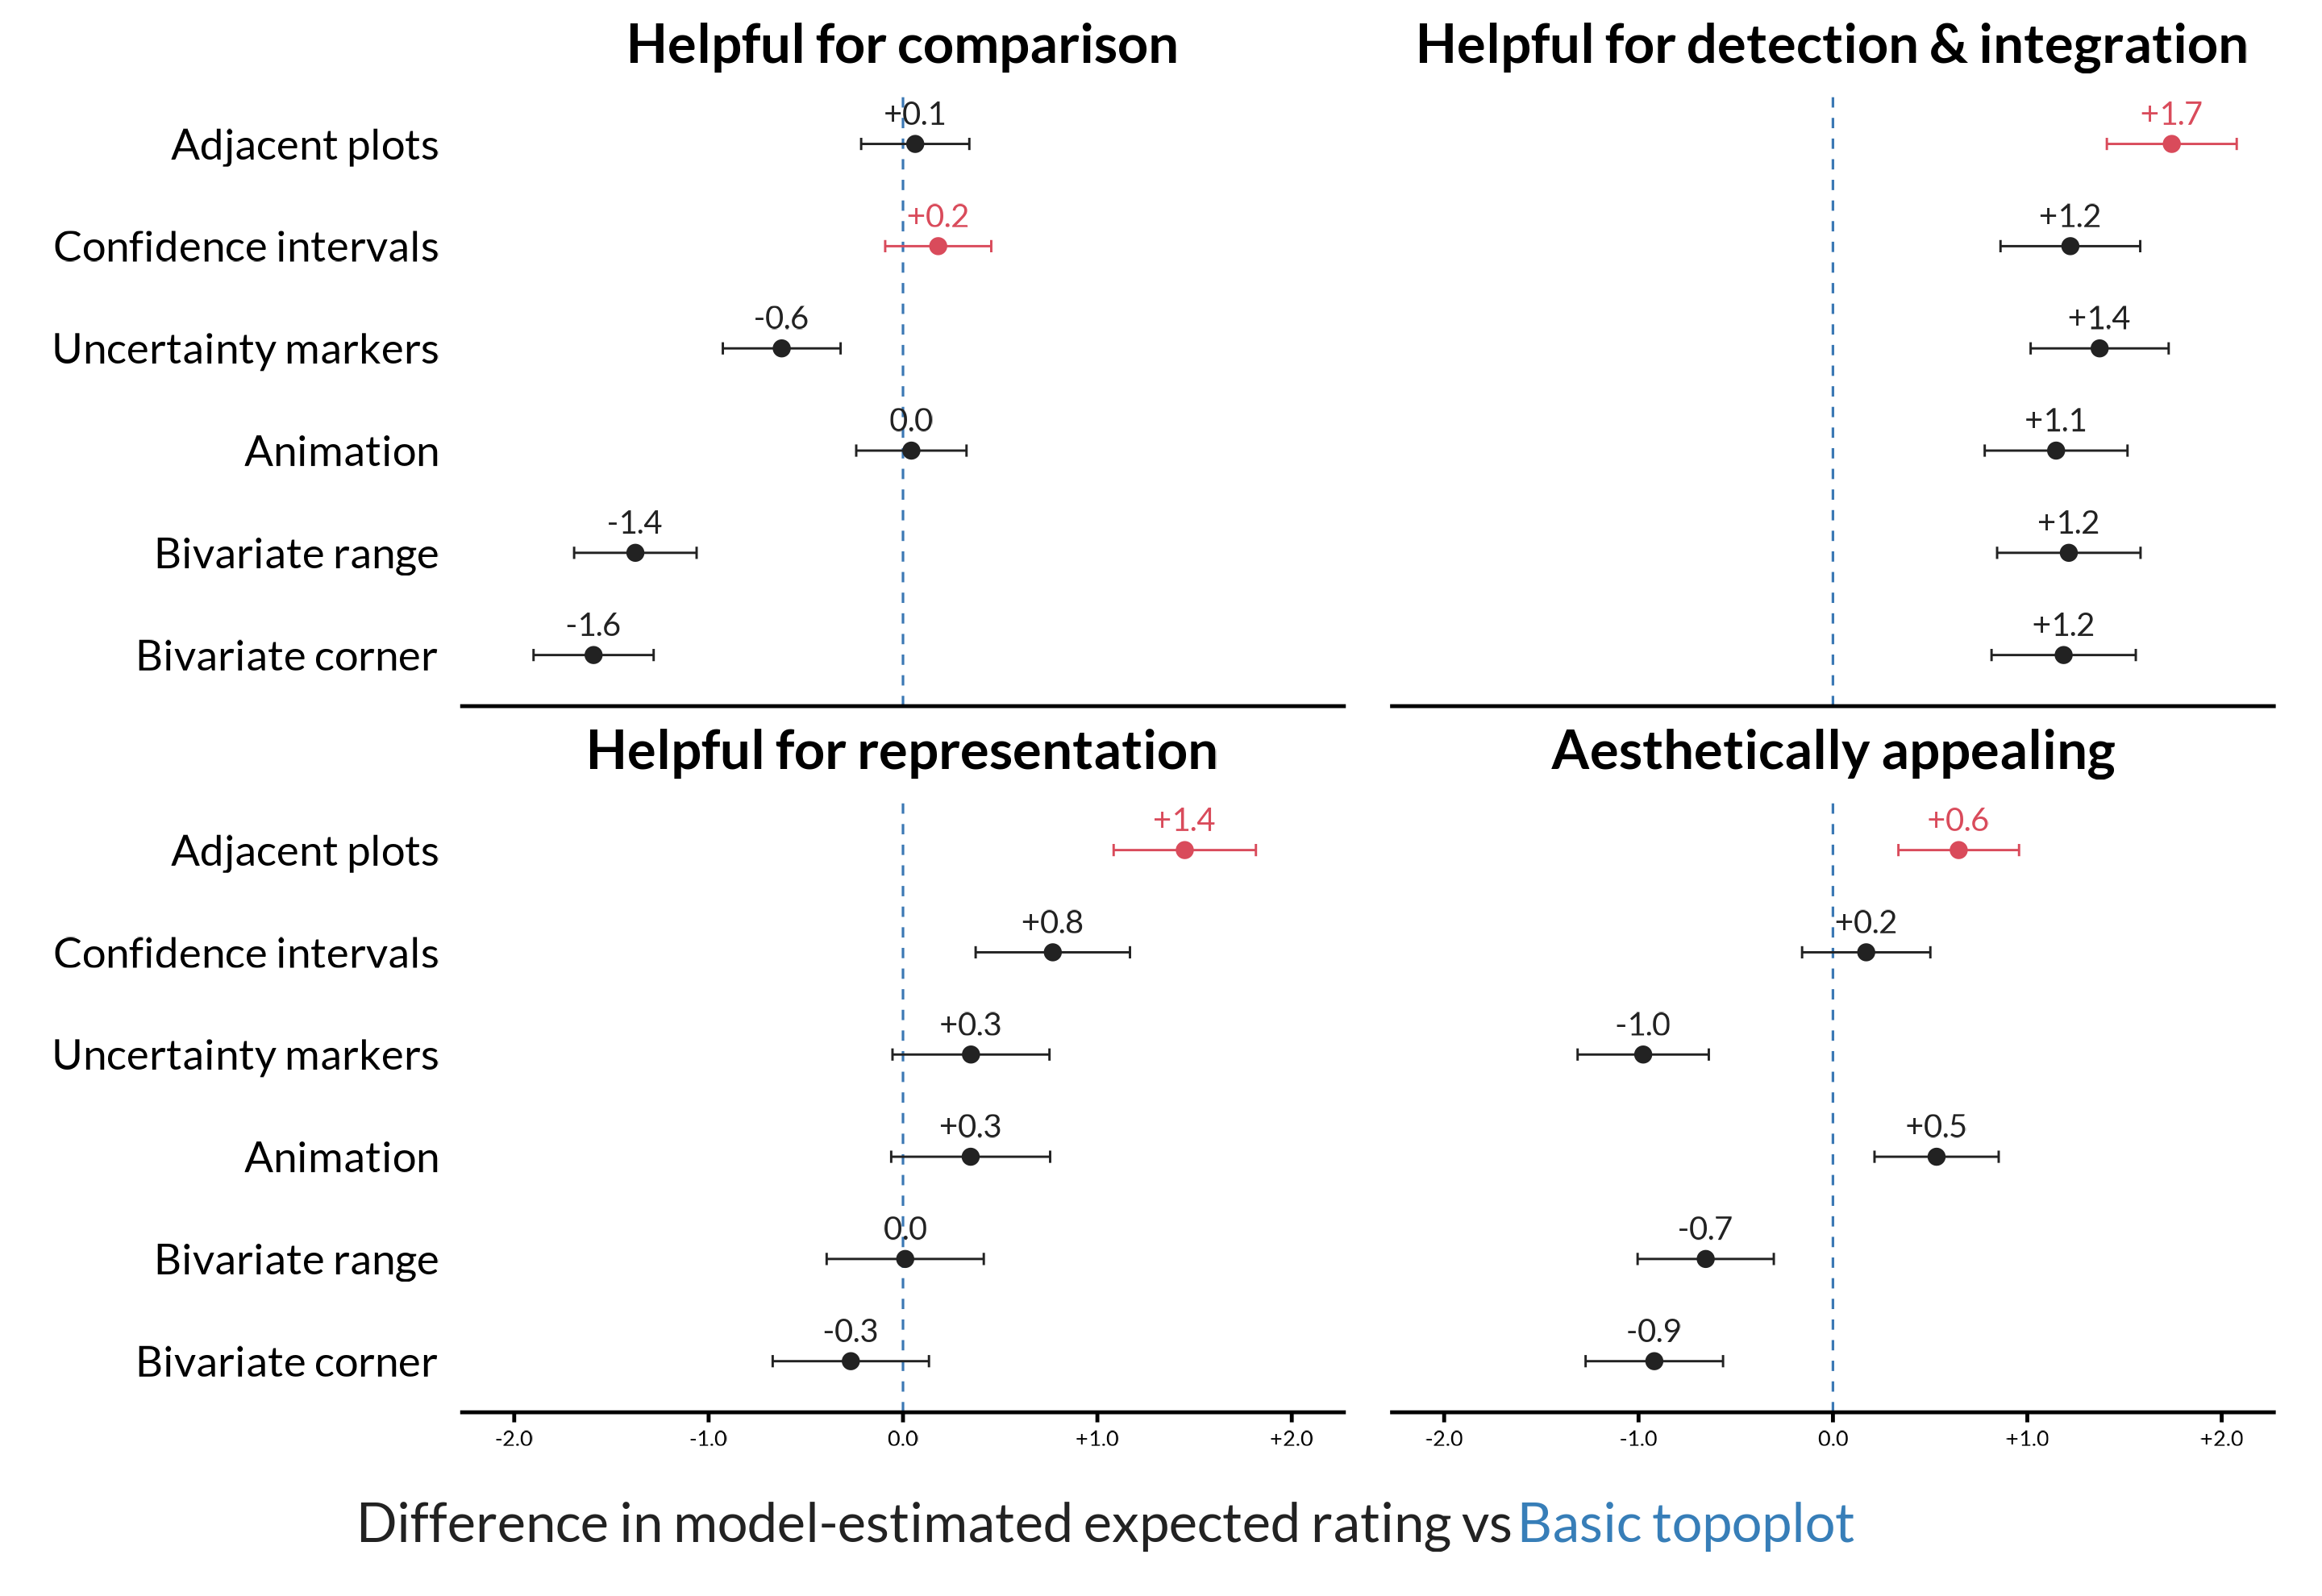 Helpful for comparison
Helpful for detection & integration
Adjacent plots
+0.1
+1.7
Confidence intervals
+0.2
+1.2
Uncertainty markers
-0.6
+1.4
Animation
0.0
+1.1
Bivariate range
-1.4
+1.2
Bivariate corner
-1.6
+1.2
Helpful for representation
Aesthetically appealing
Adjacent plots
+1.4
+0.6
Confidence intervals
+0.8
+0.2
Uncertainty markers
+0.3
-1.0
Animation
+0.3
+0.5
Bivariate range
0.0
-0.7
Bivariate corner
-0.3
-0.9
-2.0 -1.0 0.0 +1.0 +2.0
-2.0 -1.0 0.0 +1.0 +2.0
Difference in model-estimated expected rating vs Basic topoplot